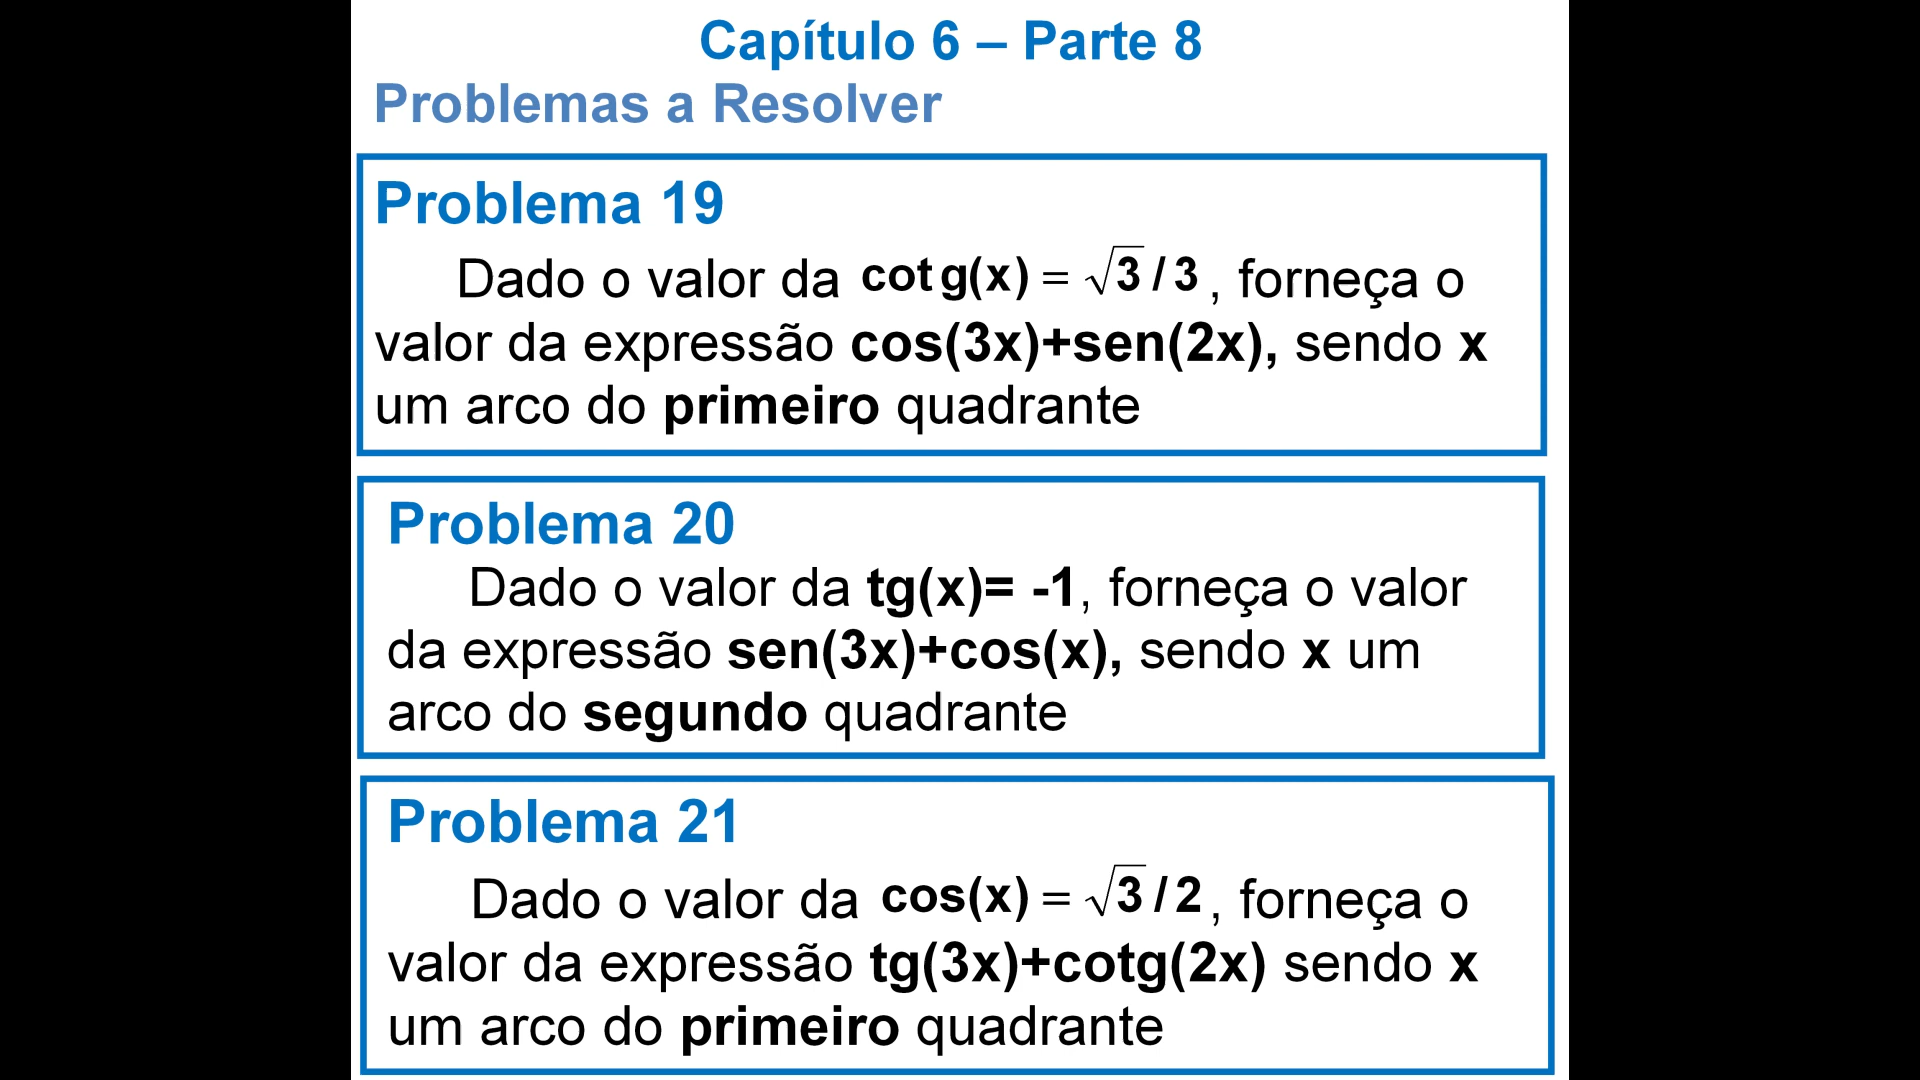 Capítulo 6 – Parte 8
Problemas a Resolver
Problema 19
Dado o valor da cotg(x) = √3 / 3, forneça o
valor da expressão cos(3x)+sen(2x), sendo x
um arco do primeiro quadrante
Problema 20
Dado o valor da tg(x)= -1, forneça o valor
da expressão sen(3x)+cos(x), sendo x um
arco do segundo quadrante
Problema 21
Dado o valor da cos(x) = √3 / 2, forneça o
valor da expressão tg(3x)+cotg(2x) sendo x
um arco do primeiro quadrante